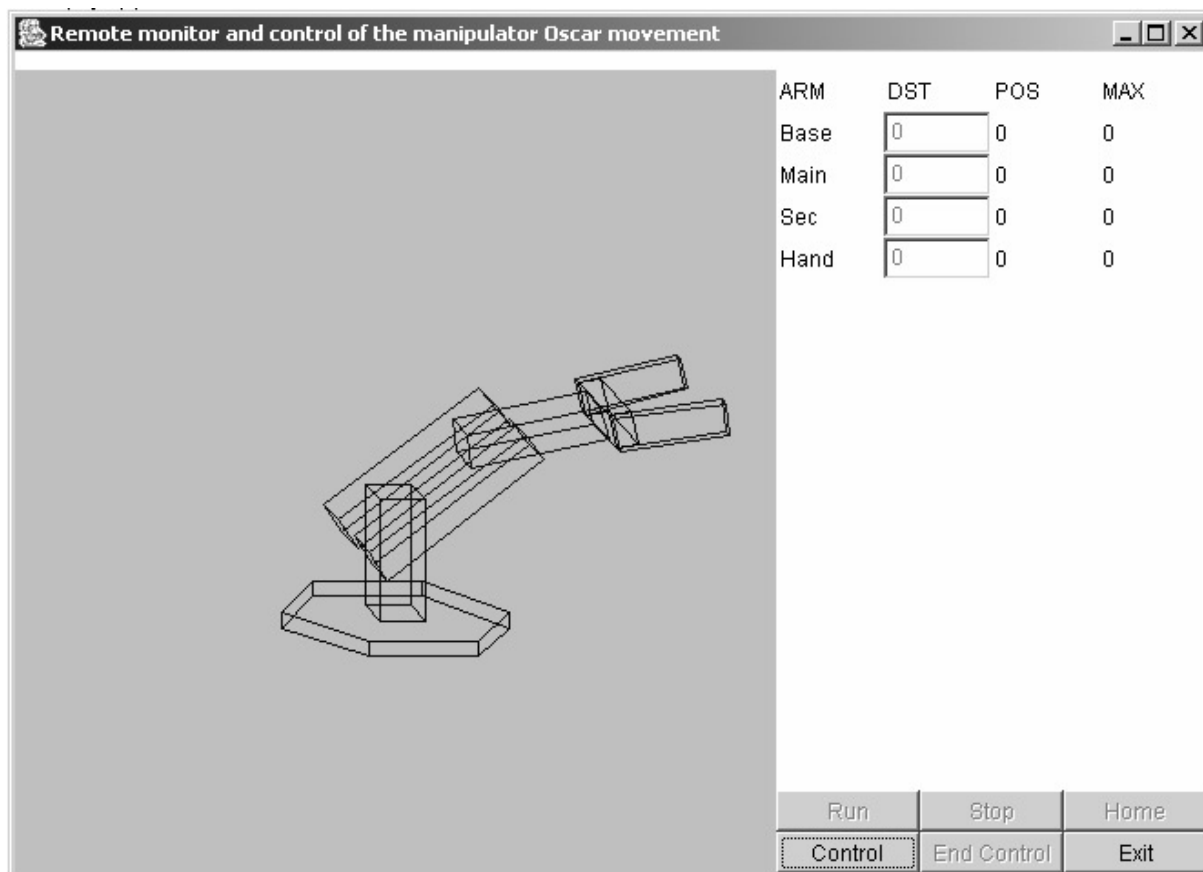 Remote monitor and control of the manipulator Oscar movement
ARM DST POS MAX
Base 0 0 0
Main 0 0 0
Sec 0 0 0
Hand 0 0 0
Run Stop Home
Control End Control Exit